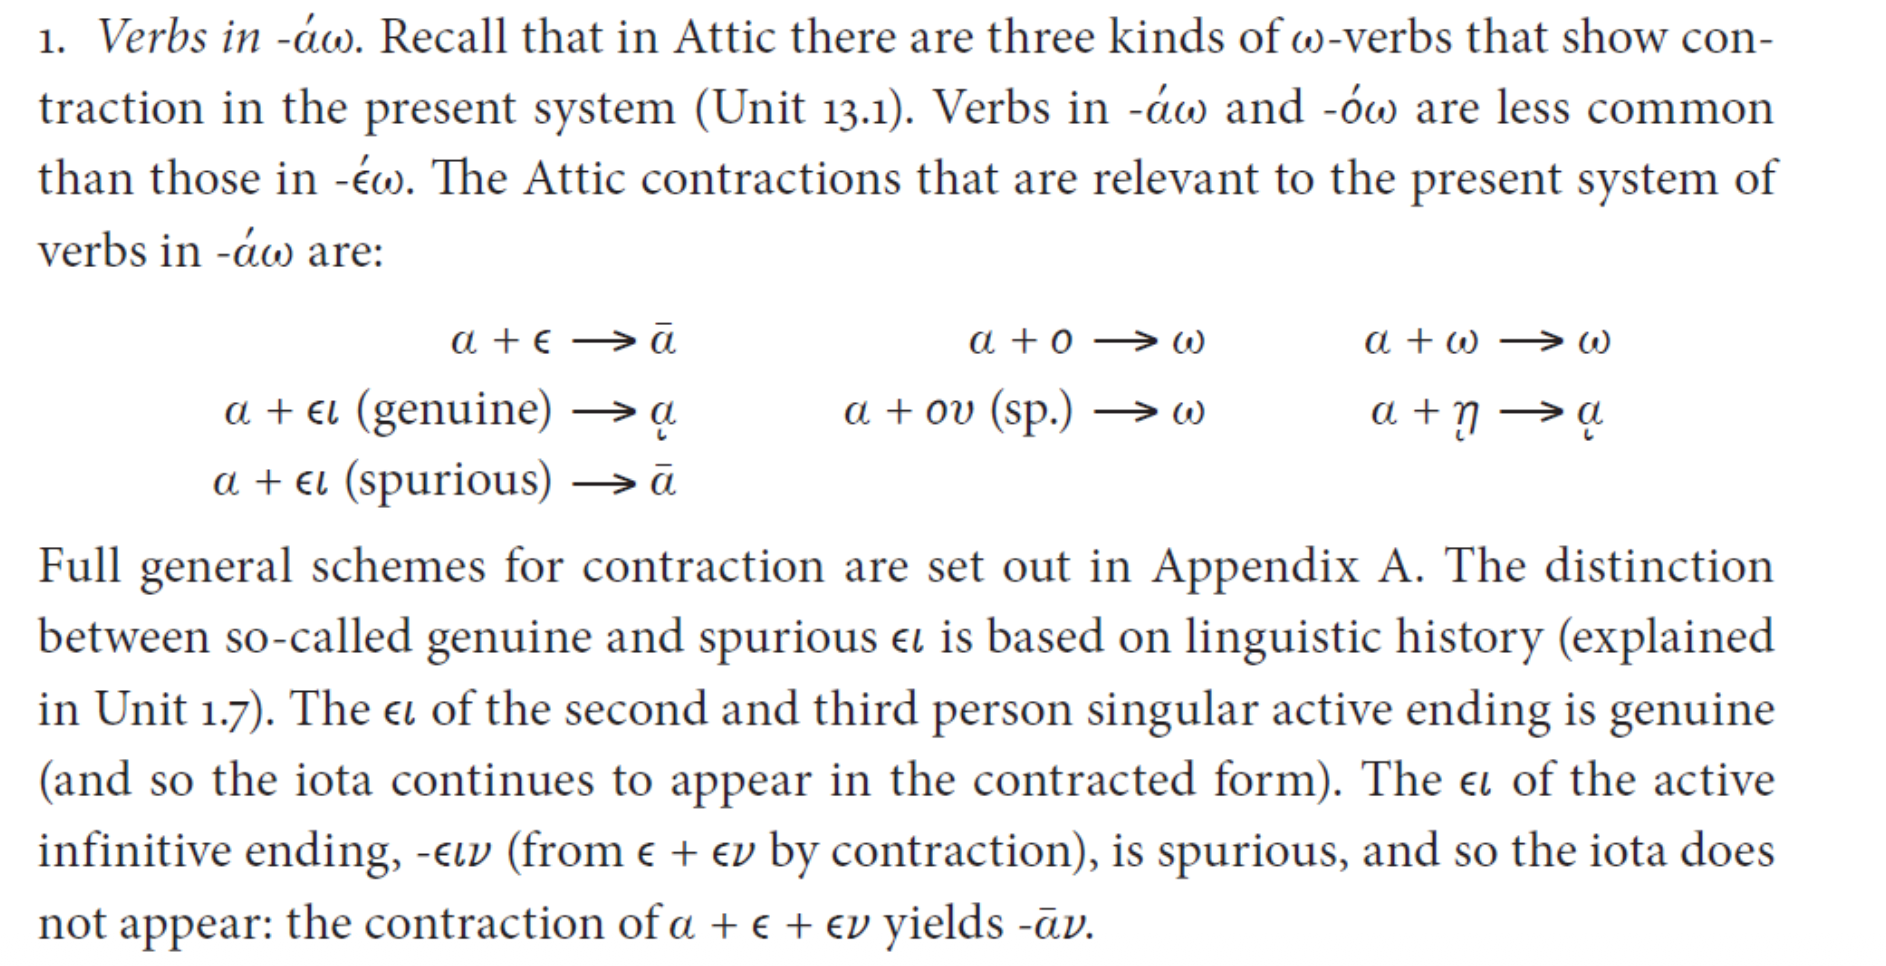 1. Verbs in -άω. Recall that in Attic there are three kinds of ω-verbs that show con-
traction in the present system (Unit 13.1). Verbs in -άω and -όω are less common
than those in -έω. The Attic contractions that are relevant to the present system of
verbs in -άω are:
α + ε ⟶ ᾱ α + ο ⟶ ω α + ω ⟶ ω
α + ει (genuine) ⟶ ᾳ α + ου (sp.) ⟶ ω α + ῃ ⟶ ᾳ
α + ει (spurious) ⟶ ᾱ
Full general schemes for contraction are set out in Appendix A. The distinction
between so-called genuine and spurious ει is based on linguistic history (explained
in Unit 1.7). The ει of the second and third person singular active ending is genuine
(and so the iota continues to appear in the contracted form). The ει of the active
infinitive ending, -ειν (from ε + εν by contraction), is spurious, and so the iota does
not appear: the contraction of α + ε + εν yields -ᾱν.